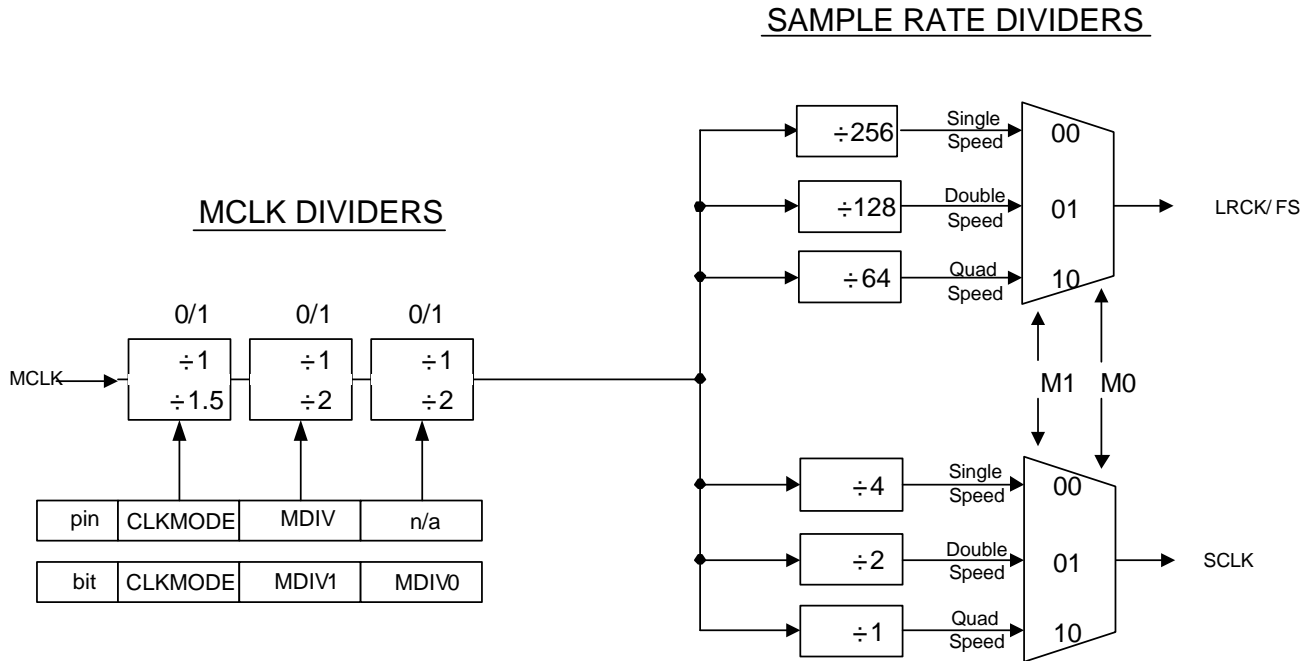 SAMPLE RATE DIVIDERS
÷256
Single
Speed
00
MCLK DIVIDERS
÷128
Double
Speed
01
LRCK/ FS
÷64
Quad
Speed
10
0/1
0/1
0/1
MCLK
÷1
÷1.5
÷1
÷2
÷1
÷2
M1
M0
÷4
Single
Speed
00
pin
CLKMODE
MDIV
n/a
÷2
Double
Speed
01
SCLK
bit
CLKMODE
MDIV1
MDIV0
÷1
Quad
Speed
10